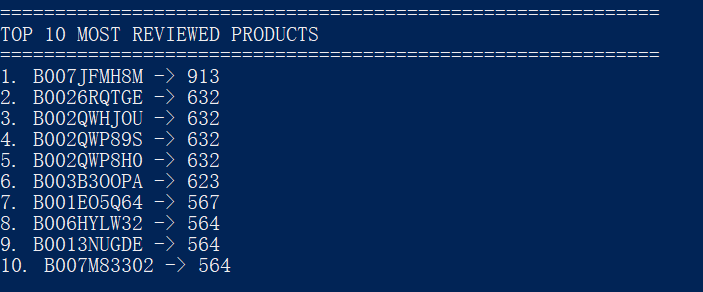 ============================================================
TOP 10 MOST REVIEWED PRODUCTS
============================================================
1. B007JFMH8M -> 913
2. B0026RQTGE -> 632
3. B002QWHJOU -> 632
4. B002QWP89S -> 632
5. B002QWP8H0 -> 632
6. B003B3OOPA -> 623
7. B001EO5Q64 -> 567
8. B006HYLW32 -> 564
9. B0013NUGDE -> 564
10. B007M83302 -> 564